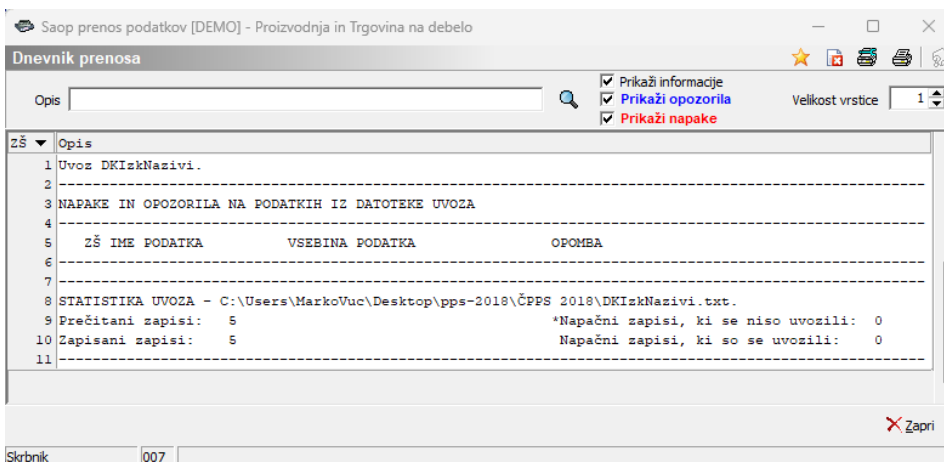 Saop prenos podatkov [DEMO] - Proizvodnja in Trgovina na debelo
Dnevnik prenosa
Opis
Prikaži informacije
Prikaži opozorila
Prikaži napake
Velikost vrstice 1
ZŠ Opis
1 Uvoz DKIzkNazivi.
2 --------------------------------------------------------------------------------
3 NAPAKE IN OPOZORILA NA PODATKIH IZ DATOTEKE UVOZA
4 --------------------------------------------------------------------------------
5 ZŠ IME PODATKA VSEBINA PODATKA OPOMBA
6 --------------------------------------------------------------------------------
7 --------------------------------------------------------------------------------
8 STATISTIKA UVOZA - C:\Users\MarkoVuc\Desktop\pps-2018\ČPPS 2018\DKIzkNazivi.txt.
9 Prečitani zapisi: 5 *Napačni zapisi, ki se niso uvozili: 0
10 Zapisani zapisi: 5 Napačni zapisi, ki so se uvozili: 0
11 --------------------------------------------------------------------------------
Zapri
Skrbnik 007